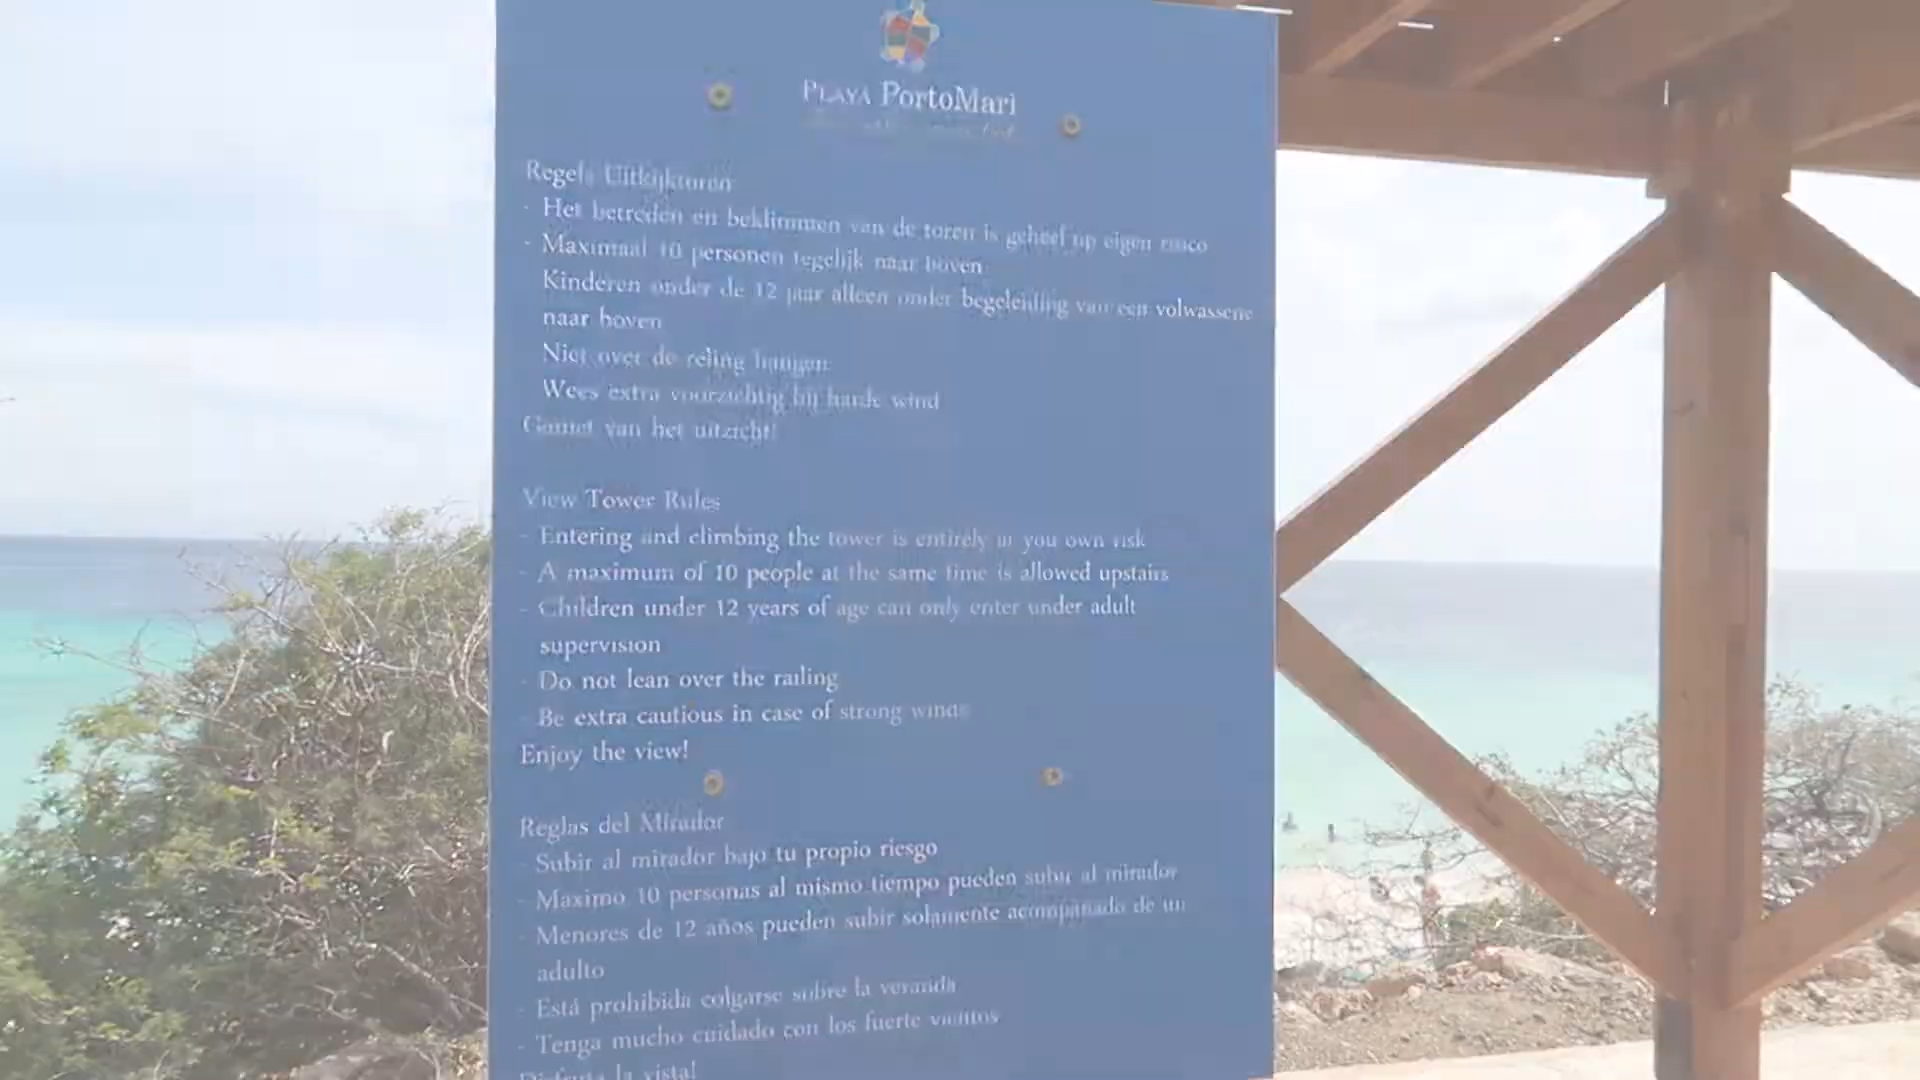 PLAYA PortoMari
Regels Uitkijktoren
- Het betreden en beklimmen van de toren is geheel op eigen risico
- Maximaal 10 personen tegelijk naar boven
Kinderen onder de 12 jaar alleen onder begeleiding van een volwassene
naar boven
Niet over de reling hangen
Wees extra voorzichtig bij harde wind
Geniet van het uitzicht!
View Tower Rules
- Entering and climbing the tower is entirely at you own risk
- A maximum of 10 people at the same time is allowed upstairs
- Children under 12 years of age can only enter under adult
supervision
- Do not lean over the railing
- Be extra cautious in case of strong winds
Enjoy the view!
Reglas del Mirador
- Subir al mirador bajo tu propio riesgo
- Maximo 10 personas al mismo tiempo pueden subir al mirador
- Menores de 12 años pueden subir solamente acompañado de un
adulto
- Está prohibida colgarse sobre la veranda
- Tenga mucho cuidado con los fuerte vientos
Disfruta la vista!